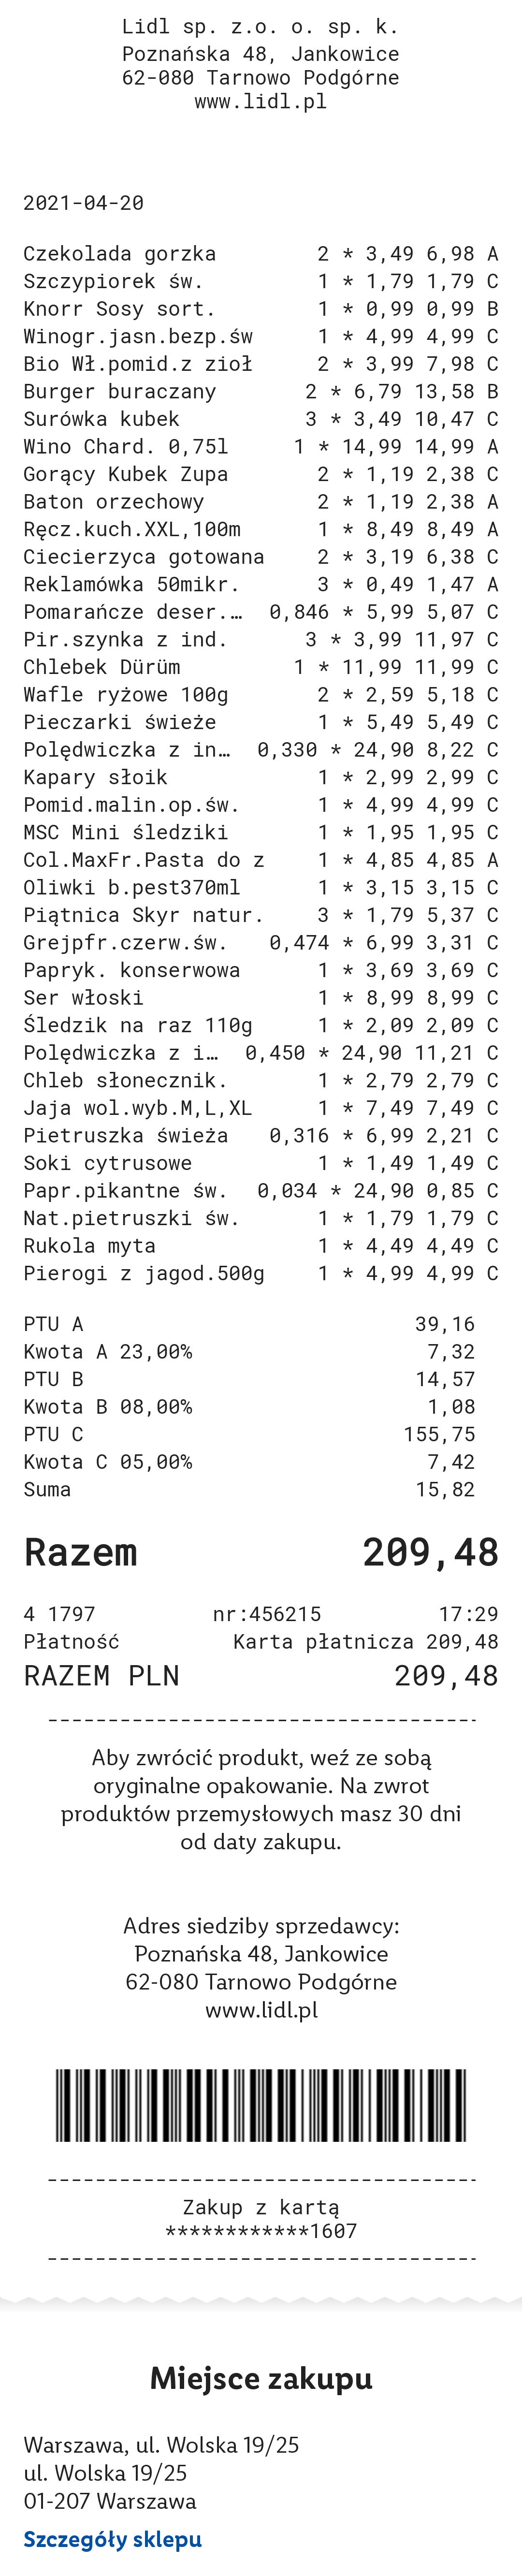 Lidl sp. z.o. o. sp. k.
Poznańska 48, Jankowice
62-080 Tarnowo Podgórne
www.lidl.pl
2021-04-20
Czekolada gorzka 2 * 3,49 6,98 A
Szczypiorek św. 1 * 1,79 1,79 C
Knorr Sosy sort. 1 * 0,99 0,99 B
Winogr.jasn.bezp.św 1 * 4,99 4,99 C
Bio Wł.pomid.z zioł 2 * 3,99 7,98 C
Burger buraczany 2 * 6,79 13,58 B
Surówka kubek 3 * 3,49 10,47 C
Wino Chard. 0,75l 1 * 14,99 14,99 A
Gorący Kubek Zupa 2 * 1,19 2,38 C
Baton orzechowy 2 * 1,19 2,38 A
Ręcz.kuch.XXL,100m 1 * 8,49 8,49 A
Ciecierzyca gotowana 2 * 3,19 6,38 C
Reklamówka 50mikr. 3 * 0,49 1,47 A
Pomarańcze deser.… 0,846 * 5,99 5,07 C
Pir.szynka z ind. 3 * 3,99 11,97 C
Chlebek Dürüm 1 * 11,99 11,99 C
Wafle ryżowe 100g 2 * 2,59 5,18 C
Pieczarki świeże 1 * 5,49 5,49 C
Polędwiczka z in… 0,330 * 24,90 8,22 C
Kapary słoik 1 * 2,99 2,99 C
Pomid.malin.op.św. 1 * 4,99 4,99 C
MSC Mini śledziki 1 * 1,95 1,95 C
Col.MaxFr.Pasta do z 1 * 4,85 4,85 A
Oliwki b.pest370ml 1 * 3,15 3,15 C
Piątnica Skyr natur. 3 * 1,79 5,37 C
Grejpfr.czerw.św. 0,474 * 6,99 3,31 C
Papryk. konserwowa 1 * 3,69 3,69 C
Ser włoski 1 * 8,99 8,99 C
Śledzik na raz 110g 1 * 2,09 2,09 C
Polędwiczka z i… 0,450 * 24,90 11,21 C
Chleb słonecznik. 1 * 2,79 2,79 C
Jaja wol.wyb.M,L,XL 1 * 7,49 7,49 C
Pietruszka świeża 0,316 * 6,99 2,21 C
Soki cytrusowe 1 * 1,49 1,49 C
Papr.pikantne św. 0,034 * 24,90 0,85 C
Nat.pietruszki św. 1 * 1,79 1,79 C
Rukola myta 1 * 4,49 4,49 C
Pierogi z jagod.500g 1 * 4,99 4,99 C
PTU A 39,16
Kwota A 23,00% 7,32
PTU B 14,57
Kwota B 08,00% 1,08
PTU C 155,75
Kwota C 05,00% 7,42
Suma 15,82
Razem 209,48
4 1797 nr:456215 17:29
Płatność Karta płatnicza 209,48
RAZEM PLN 209,48
Aby zwrócić produkt, weź ze sobą
oryginalne opakowanie. Na zwrot
produktów przemysłowych masz 30 dni
od daty zakupu.
Adres siedziby sprzedawcy:
Poznańska 48, Jankowice
62-080 Tarnowo Podgórne
www.lidl.pl
Zakup z kartą
************1607
Miejsce zakupu
Warszawa, ul. Wolska 19/25
ul. Wolska 19/25
01-207 Warszawa
Szczegóły sklepu